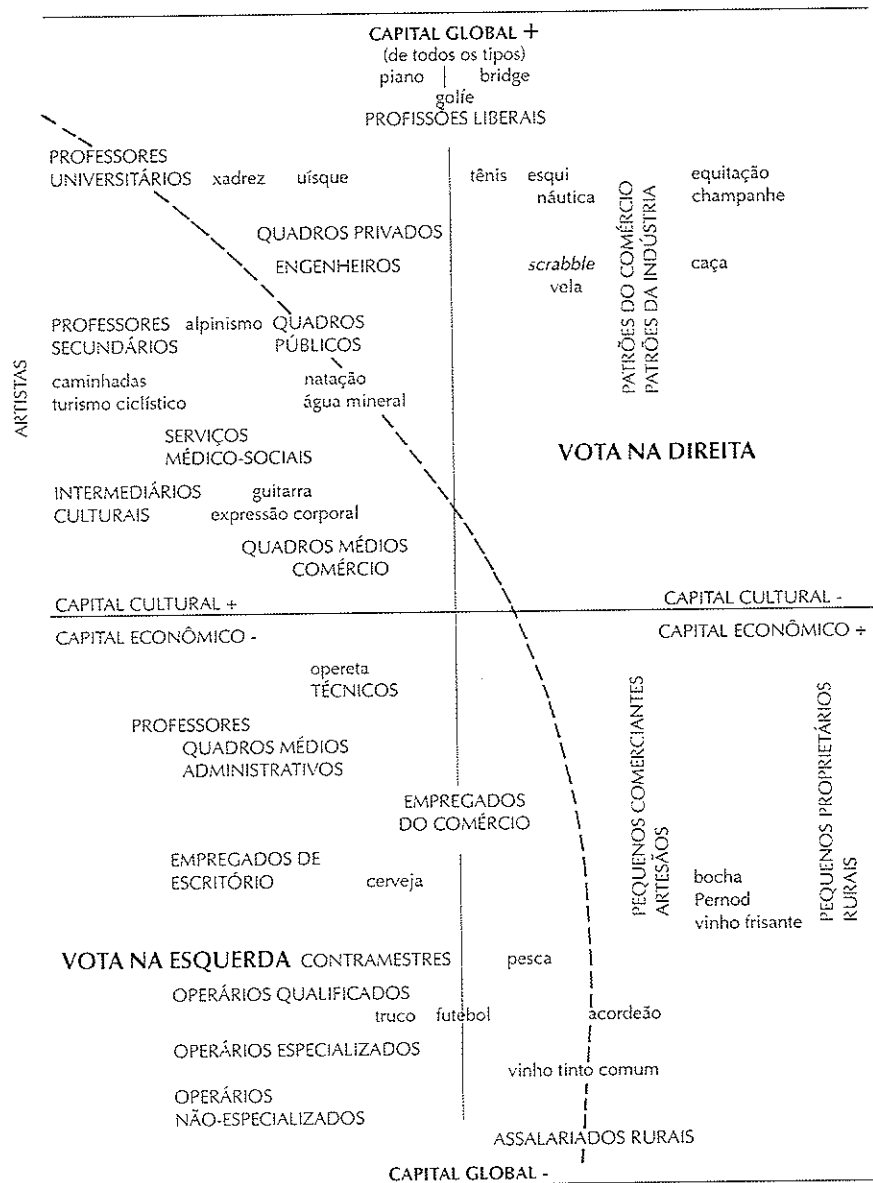 CAPITAL GLOBAL +
(de todos os tipos)
piano | bridge
golfe
PROFISSÕES LIBERAIS
PROFESSORES
UNIVERSITÁRIOS xadrez uísque
tênis esqui
náutica
equitação
champanhe
QUADROS PRIVADOS
ENGENHEIROS
scrabble
vela
caça
PATRÕES DO COMÉRCIO
PATRÕES DA INDÚSTRIA
ARTISTAS
PROFESSORES alpinismo QUADROS
SECUNDÁRIOS PÚBLICOS
caminhadas natação
turismo ciclístico água mineral
SERVIÇOS
MÉDICO-SOCIAIS
VOTA NA DIREITA
INTERMEDIÁRIOS guitarra
CULTURAIS expressão corporal
QUADROS MÉDIOS
COMÉRCIO
CAPITAL CULTURAL +
CAPITAL CULTURAL -
CAPITAL ECONÔMICO -
CAPITAL ECONÔMICO +
opereta
TÉCNICOS
PROFESSORES
QUADROS MÉDIOS
ADMINISTRATIVOS
EMPREGADOS
DO COMÉRCIO
PEQUENOS COMERCIANTES
ARTESÃOS
PEQUENOS PROPRIETÁRIOS
RURAIS
EMPREGADOS DE
ESCRITÓRIO cerveja
bocha
Pernod
vinho frisante
VOTA NA ESQUERDA CONTRAMESTRES pesca
OPERÁRIOS QUALIFICADOS
truco futebol acordeão
OPERÁRIOS ESPECIALIZADOS
vinho tinto comum
OPERÁRIOS
NÃO-ESPECIALIZADOS
ASSALARIADOS RURAIS
CAPITAL GLOBAL -